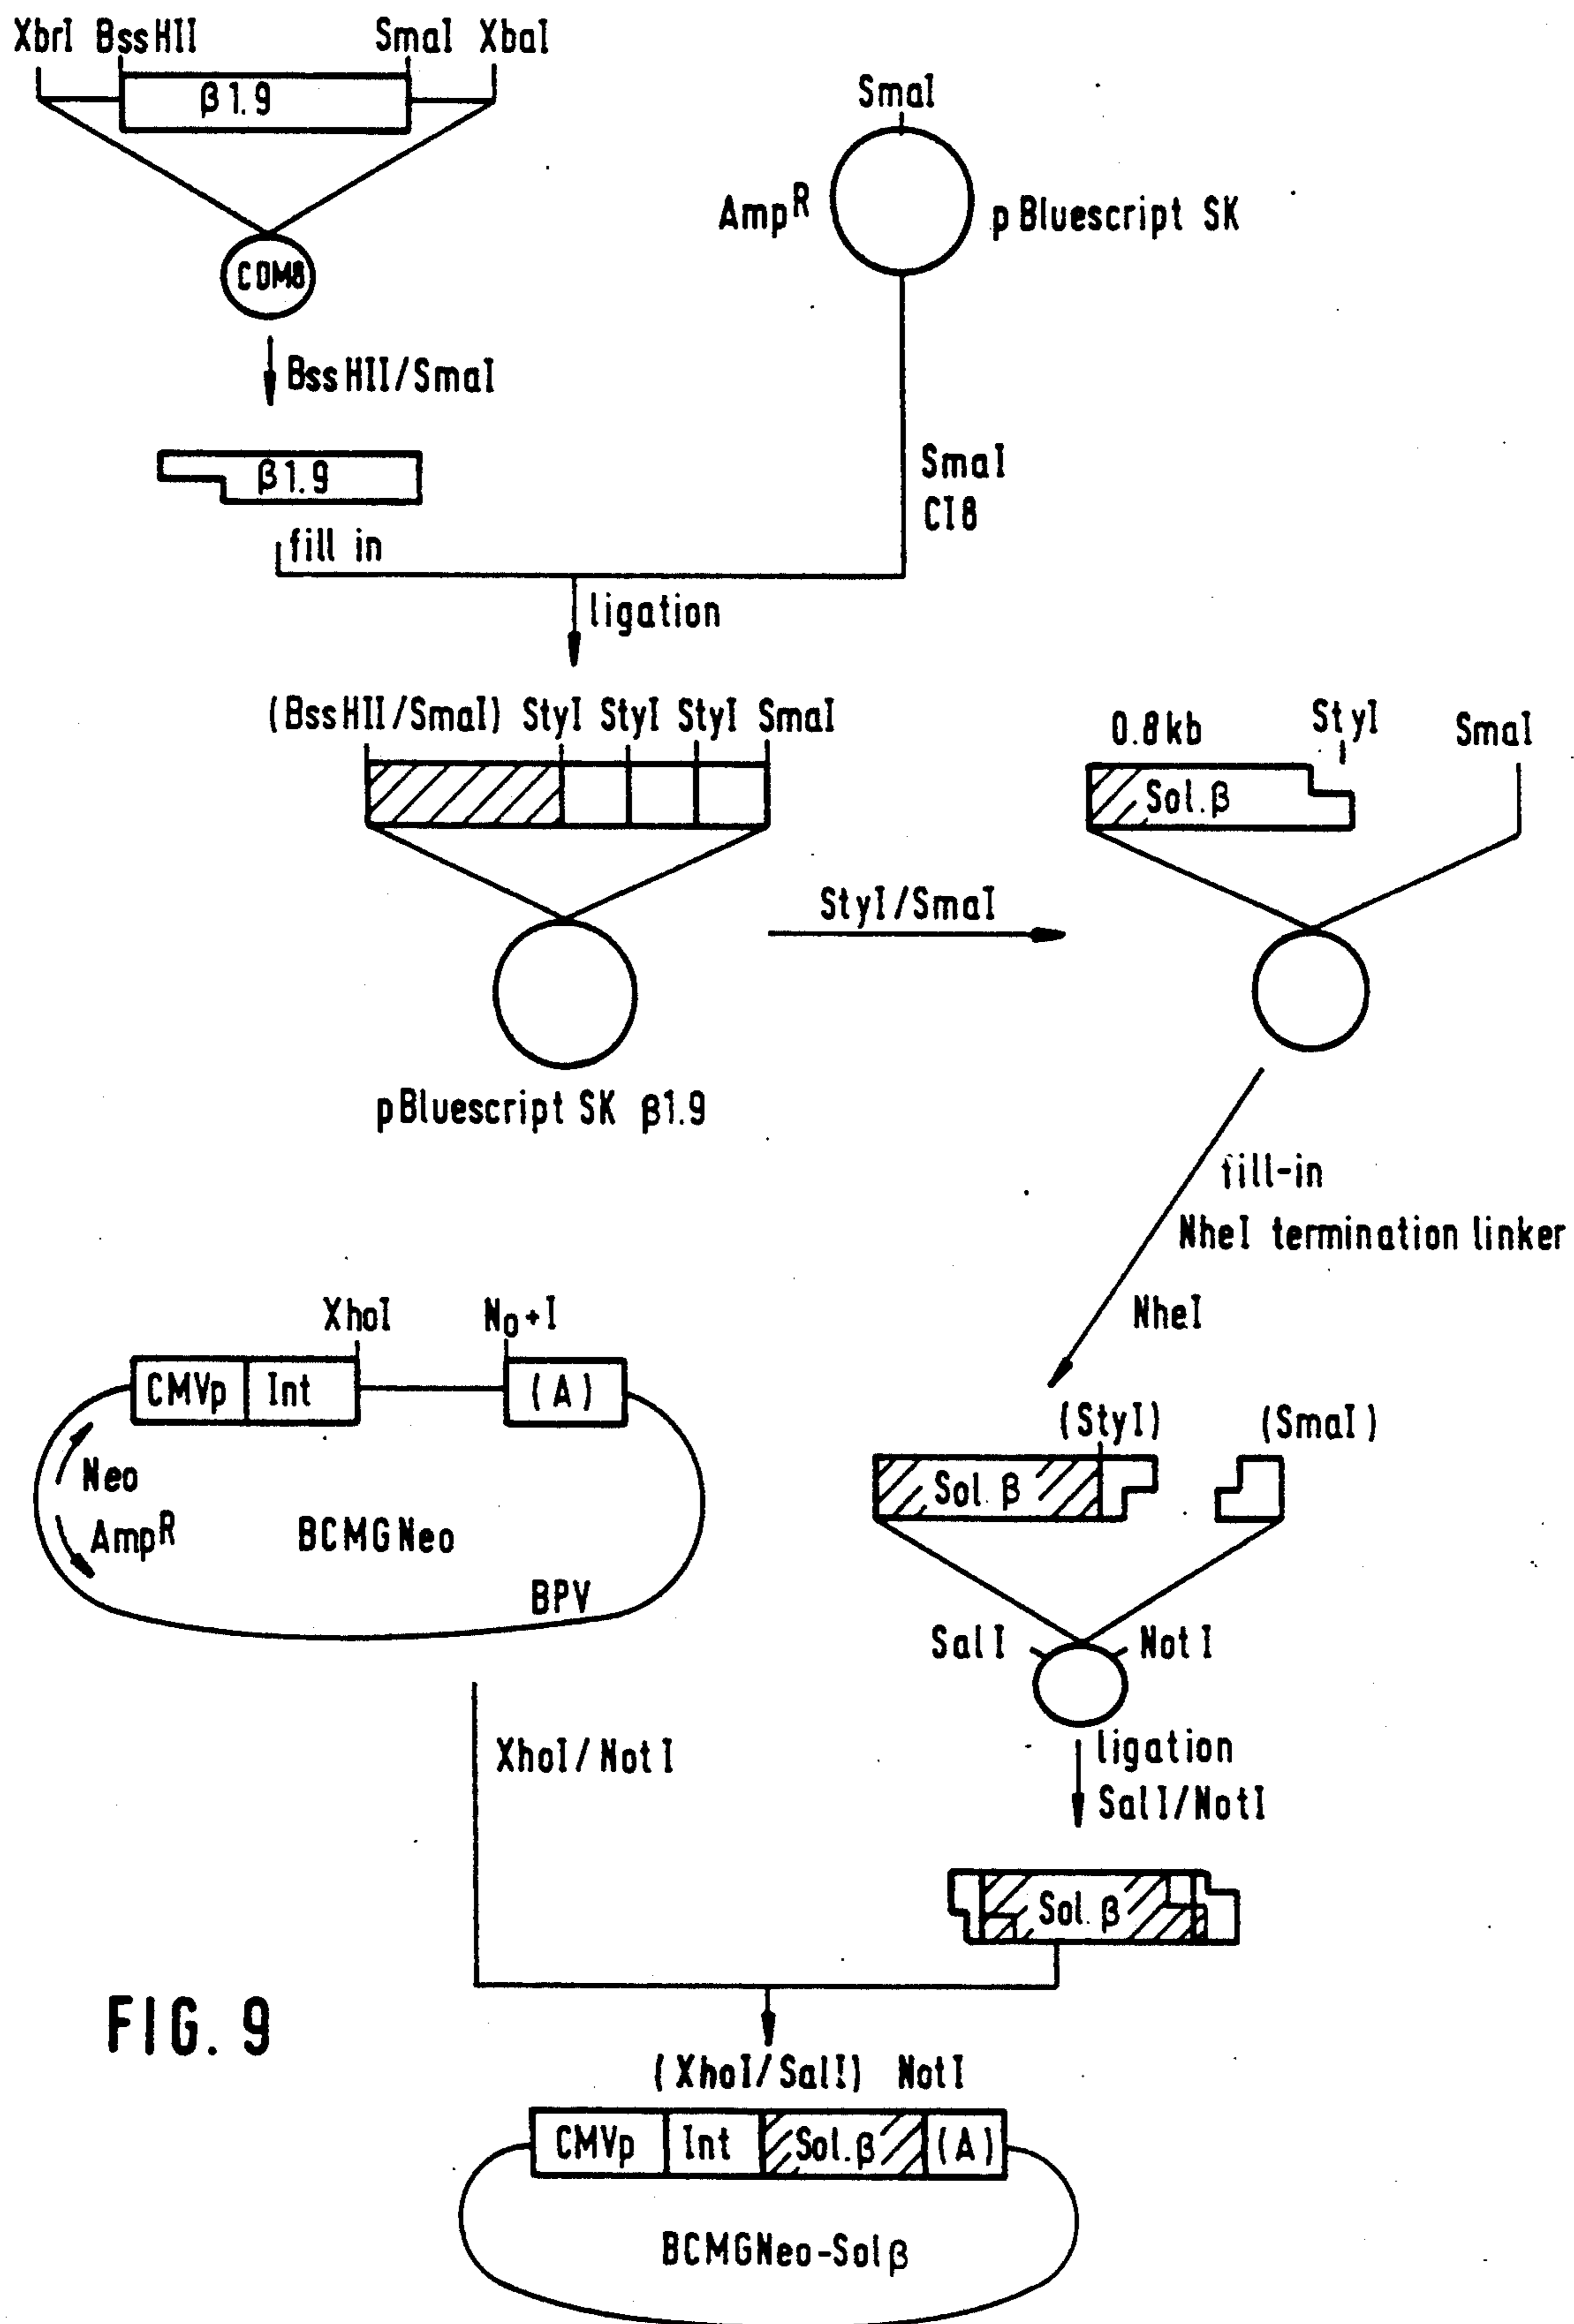 XbrI BssHII SmaI XbaI
β1.9
SmaI
AmpR
pBluescript SK
CDM8
BssHII/SmaI
β1.9
SmaI
CI8
fill in
ligation
(BssHII/SmaI) StyI StyI StyI SmaI
0.8kb StyI SmaI
Sol.β
StyI/SmaI
pBluescript SK β1.9
fill-in
NheI termination linker
NheI
XhoI No+I
CMVp Int (A)
Neo
AmpR
BCMGNeo
BPV
(StyI) (SmaI)
Sol. β
SalI NotI
XhoI/NotI
ligation
SalI/NotI
Sol. β
FIG. 9
(XhoI/SalI) NotI
CMVp Int Sol.β (A)
BCMGNeo-Solβ